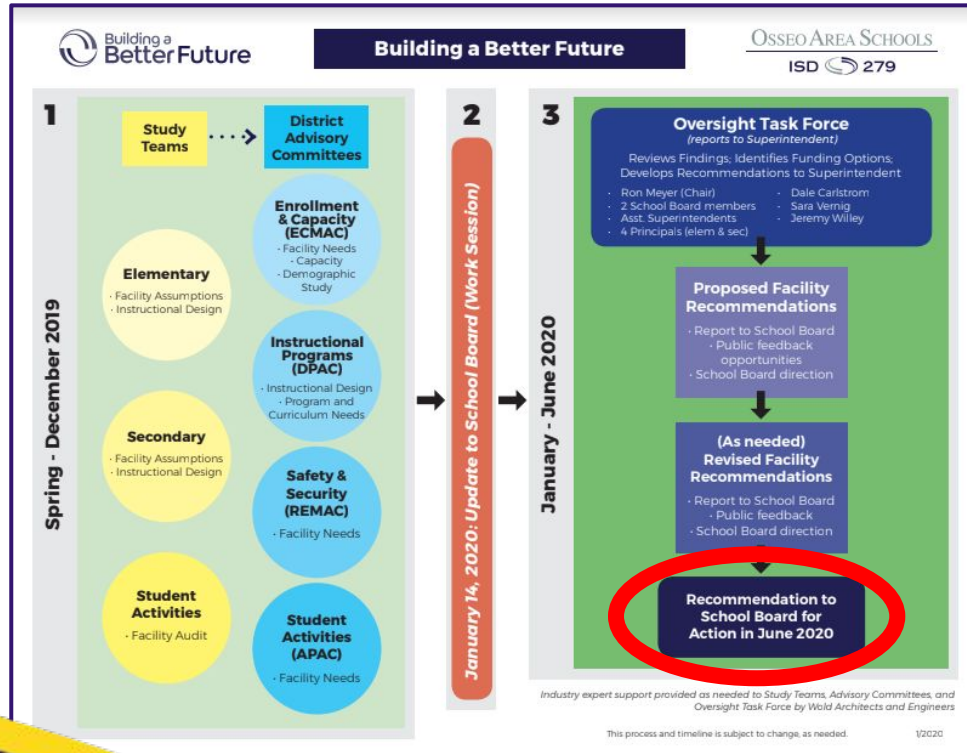 Building a
Better Future
Building a Better Future
OSSEO AREA SCHOOLS
ISD 279
1
Spring - December 2019
Study
Teams
District
Advisory
Committees
Elementary
· Facility Assumptions
· Instructional Design
Secondary
· Facility Assumptions
· Instructional Design
Student
Activities
· Facility Audit
Enrollment
& Capacity
(ECMAC)
· Facility Needs
· Capacity
· Demographic
Study
Instructional
Programs
(DPAC)
· Instructional Design
· Program and
Curriculum Needs
Safety &
Security
(REMAC)
· Facility Needs
Student
Activities
(APAC)
· Facility Needs
2
January 14, 2020: Update to School Board (Work Session)
3
January - June 2020
Oversight Task Force
(reports to Superintendent)
Reviews Findings; Identifies Funding Options;
Develops Recommendations to Superintendent
· Ron Meyer (Chair)
· 2 School Board members
· Asst. Superintendents
· 4 Principals (elem & sec)
· Dale Carlstrom
· Sara Vernig
· Jeremy Willey
Proposed Facility
Recommendations
· Report to School Board
· Public feedback
opportunities
· School Board direction
(As needed)
Revised Facility
Recommendations
· Report to School Board
· Public feedback
· School Board direction
Recommendation to
School Board for
Action in June 2020
Industry expert support provided as needed to Study Teams, Advisory Committees, and
Oversight Task Force by Wold Architects and Engineers
This process and timeline is subject to change, as needed.
1/2020